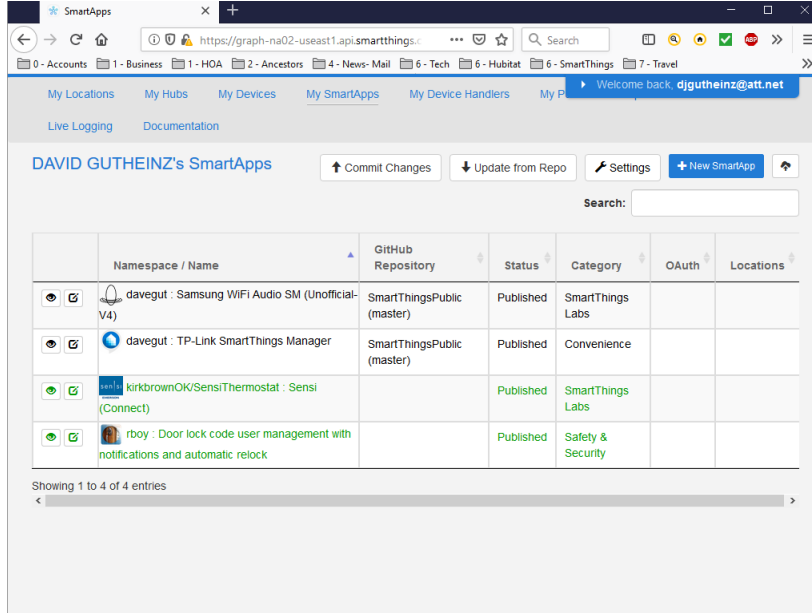 SmartApps
https://graph-na02-useast1.api.smartthings.c
Search
0 - Accounts 1 - Business 1 - HOA 2 - Ancestors 4 - News- Mail 6 - Tech 6 - Hubitat 6 - SmartThings 7 - Travel
Welcome back, djgutheinz@att.net
My Locations My Hubs My Devices My SmartApps My Device Handlers My P
Live Logging Documentation
DAVID GUTHEINZ's SmartApps
Commit Changes Update from Repo Settings New SmartApp
Search:
Namespace / Name GitHub Repository Status Category OAuth Locations
davegut : Samsung WiFi Audio SM (Unofficial-
V4)
SmartThingsPublic
(master)
Published
SmartThings
Labs
davegut : TP-Link SmartThings Manager
SmartThingsPublic
(master)
Published
Convenience
sensi
kirkbrownOK/SensiThermostat : Sensi
(Connect)
Published
SmartThings
Labs
rboy : Door lock code user management with
notifications and automatic relock
Published
Safety &
Security
Showing 1 to 4 of 4 entries